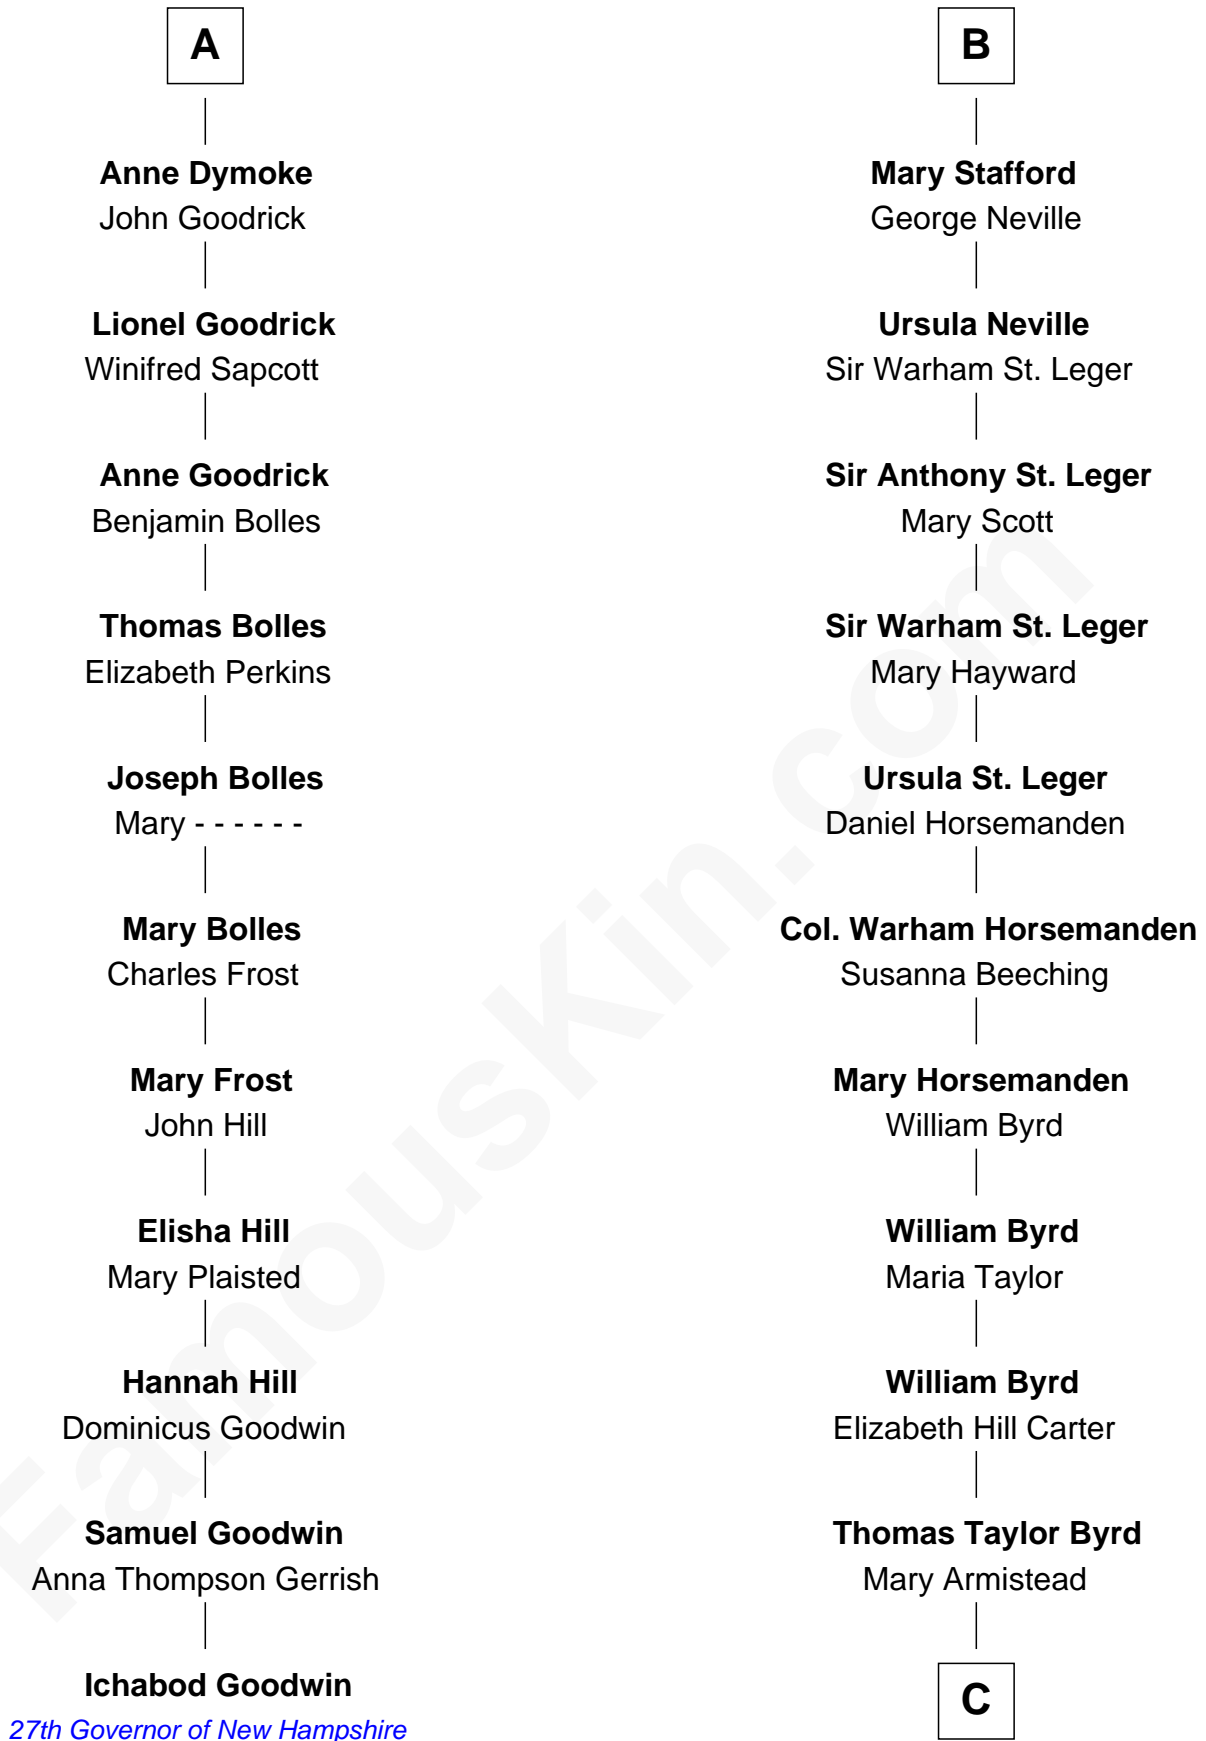 A
Anne Dymoke
John Goodrick
Lionel Goodrick
Winifred Sapcott
Anne Goodrick
Benjamin Bolles
Thomas Bolles
Elizabeth Perkins
Joseph Bolles
Mary - - - - - -
Mary Bolles
Charles Frost
Mary Frost
John Hill
Elisha Hill
Mary Plaisted
Hannah Hill
Dominicus Goodwin
Samuel Goodwin
Anna Thompson Gerrish
Ichabod Goodwin
27th Governor of New Hampshire
B
Mary Stafford
George Neville
Ursula Neville
Sir Warham St. Leger
Sir Anthony St. Leger
Mary Scott
Sir Warham St. Leger
Mary Hayward
Ursula St. Leger
Daniel Horsemanden
Col. Warham Horsemanden
Susanna Beeching
Mary Horsemanden
William Byrd
William Byrd
Maria Taylor
William Byrd
Elizabeth Hill Carter
Thomas Taylor Byrd
Mary Armistead
C
FamousKin.com